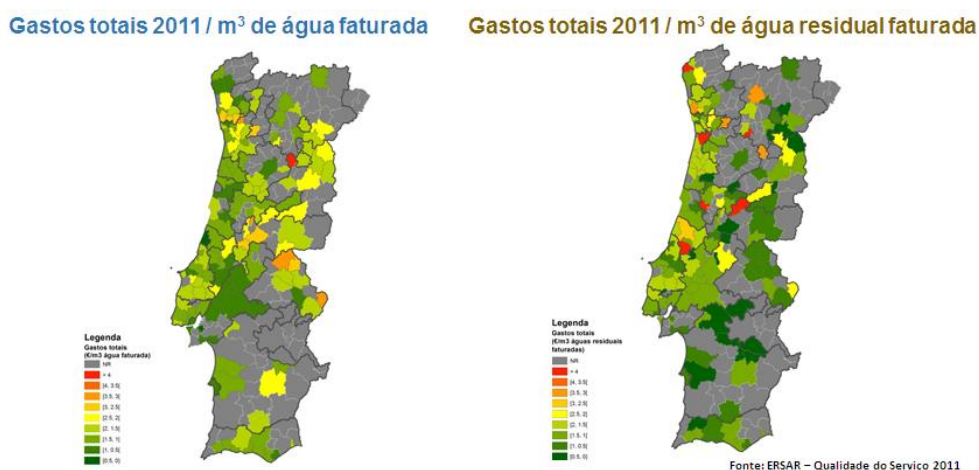 Gastos totais 2011 / m³ de água faturada
Gastos totais 2011 / m³ de água residual faturada
Legenda
Gastos totais
(€/m3 água faturada)
NR
> 4
[4, 3.5[
[3.5, 3[
[3, 2.5[
[2.5, 2[
[2, 1.5[
[1.5, 1[
[1, 0.5[
[0.5, 0[
Legenda
Gastos totais
(€/m3 águas residuais
faturadas)
NR
> 4
[4, 3.5[
[3.5, 3[
[3, 2.5[
[2.5, 2[
[2, 1.5[
[1.5, 1[
[1, 0.5[
[0.5, 0[
Fonte: ERSAR – Qualidade do Serviço 2011